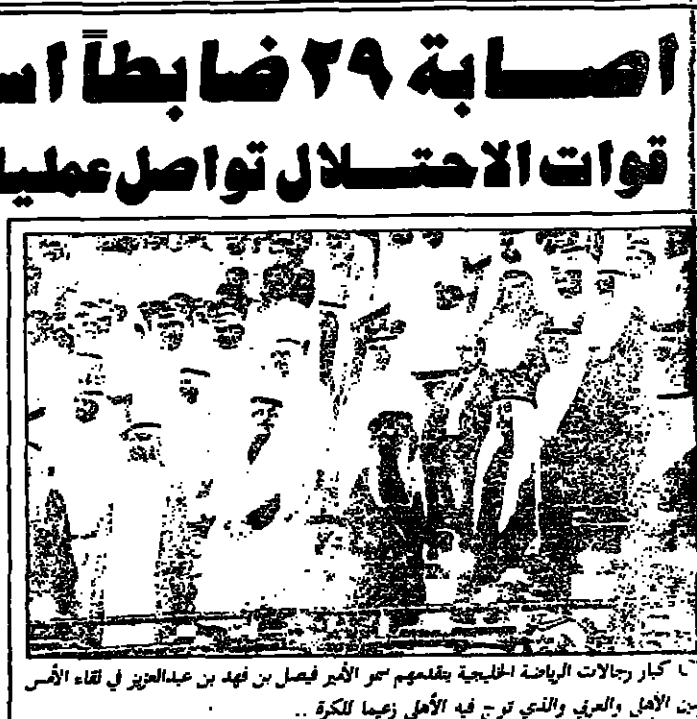 اصابة ٢٩ ضابطاً اسـ
قوات الاحتلال تواصل عمليا
كبار رجالات الرياضة الخليجية يتقدمهم سمو الأمير فيصل بن فهد بن عبدالعزيز في لقاء الأمس
بين الأهلي والعربي والذي توج فيه الأهلي زعيما للكرة ..